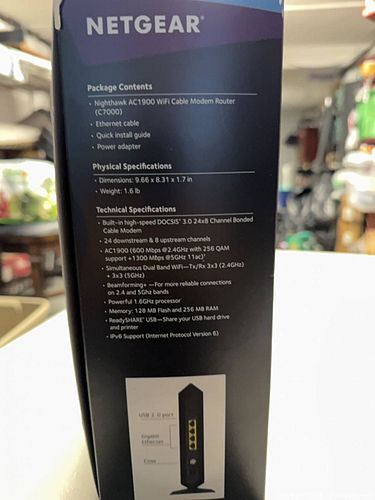 NETGEAR®
Package Contents
• Nighthawk AC1900 WiFi Cable Modem Router
(C7000)
• Ethernet cable
• Quick install guide
• Power adapter
Physical Specifications
• Dimensions: 9.66 x 8.31 x 1.7 in
• Weight: 1.6 lb
Technical Specifications
• Built-in high-speed DOCSIS® 3.0 24x8 Channel Bonded
Cable Modem
• 24 downstream & 8 upstream channels
• AC1900 (600 Mbps @2.4GHz with 256 QAM
support +1300 Mbps @5GHz 11ac)†
• Simultaneous Dual Band WiFi—Tx/Rx 3x3 (2.4GHz)
+ 3x3 (5GHz)
• Beamforming+ —For more reliable connections
on 2.4 and 5Ghz bands
• Powerful 1.6GHz processor
• Memory: 128 MB Flash and 256 MB RAM
• ReadySHARE® USB—Share your USB hard drive
and printer
• IPv6 Support (Internet Protocol Version 6)
USB 2.0 port
Gigabit
Ethernet
Coax